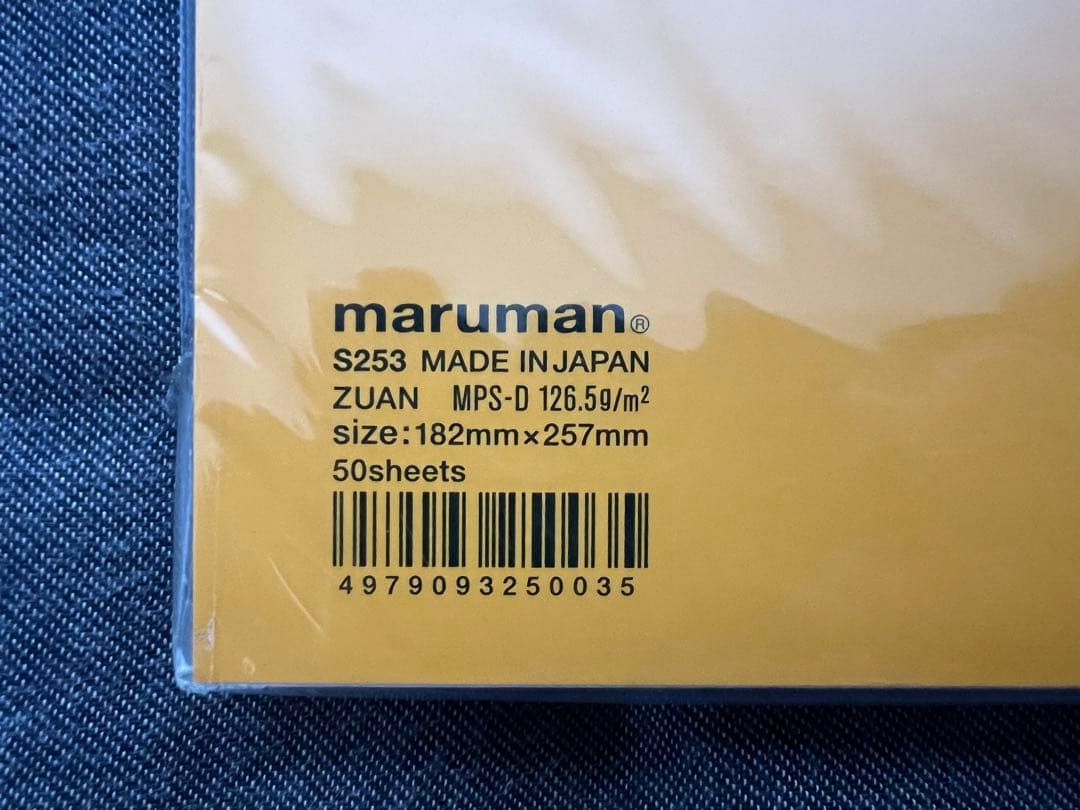 maruman®
S253 MADE IN JAPAN
ZUAN MPS-D 126.5g/m²
size:182mm×257mm
50sheets
4979093250035